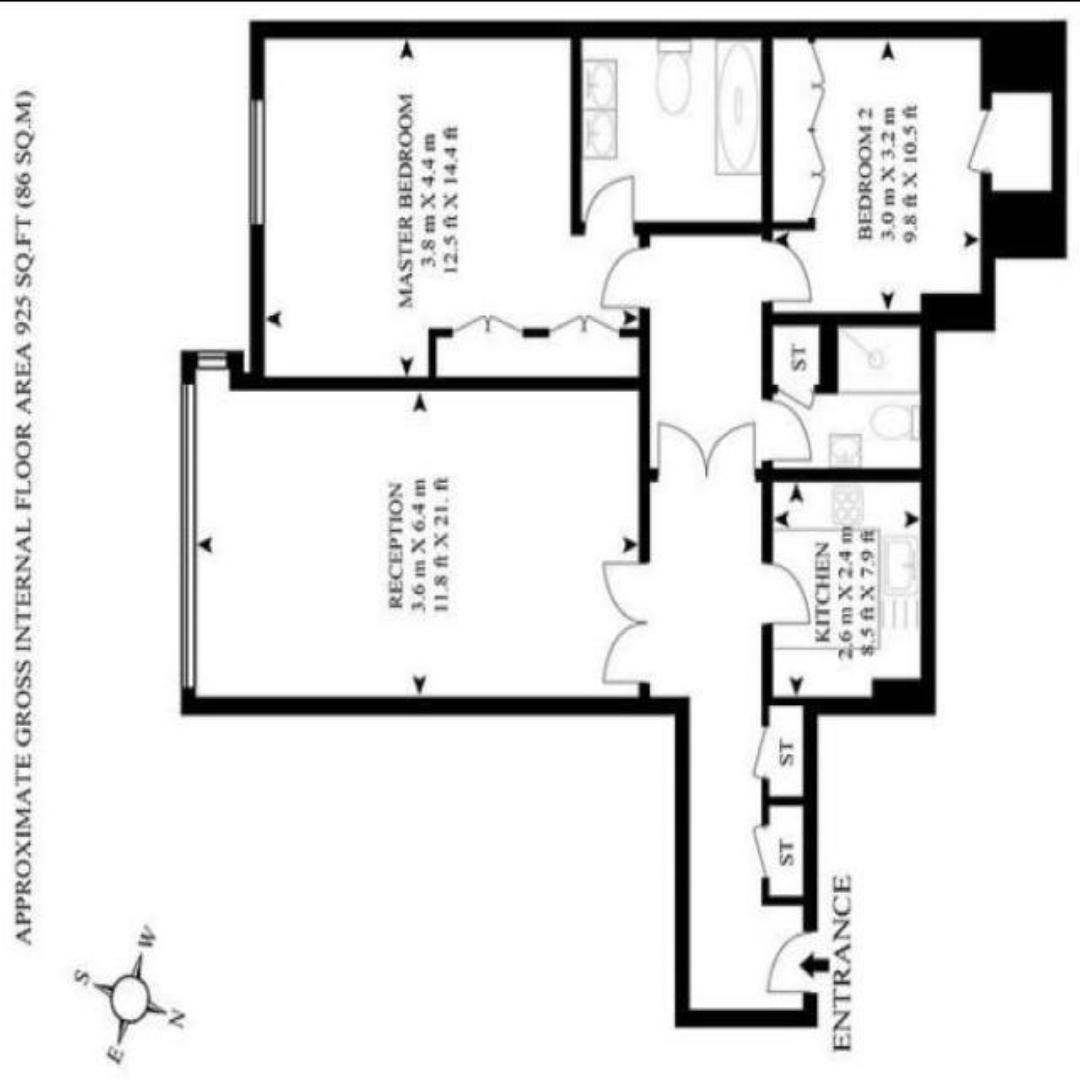 APPROXIMATE GROSS INTERNAL FLOOR AREA 925 SQ.FT (86 SQ.M)
MASTER BEDROOM
3.8 m X 4.4 m
12.5 ft X 14.4 ft
BEDROOM 2
3.0 m X 3.2 m
9.8 ft X 10.5 ft
ST
RECEPTION
3.6 m X 6.4 m
11.8 ft X 21. ft
KITCHEN
2.6 m X 2.4 m
8.5 ft X 7.9 ft
ST
ST
ENTRANCE
S
W
N
E